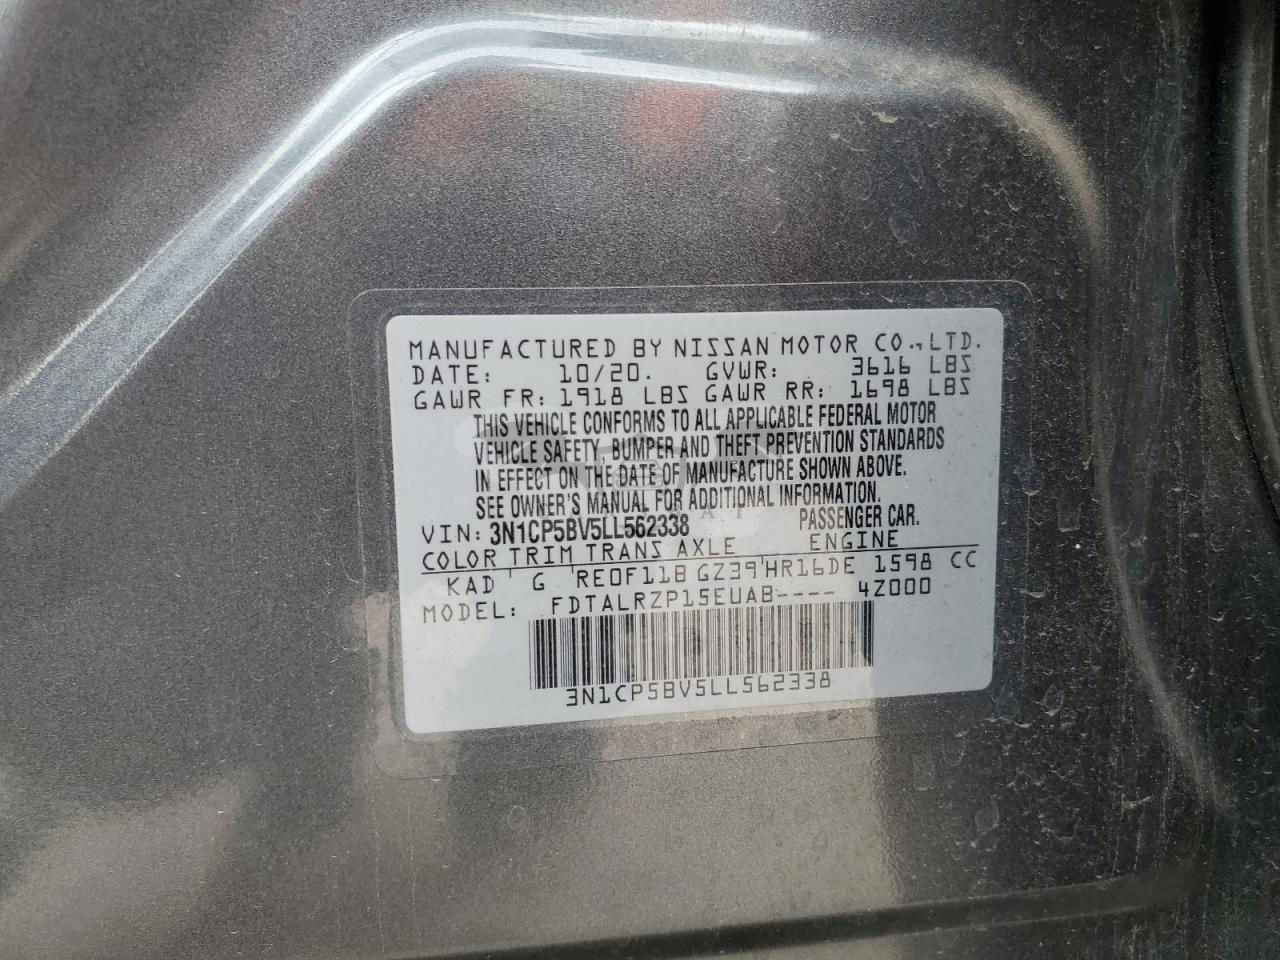 MANUFACTURED BY NISSAN MOTOR CO., LTD.
DATE: 10/20. GVWR: 3616 LBS
GAWR FR: 1918 LBS GAWR RR: 1698 LBS
THIS VEHICLE CONFORMS TO ALL APPLICABLE FEDERAL MOTOR
VEHICLE SAFETY, BUMPER AND THEFT PREVENTION STANDARDS
IN EFFECT ON THE DATE OF MANUFACTURE SHOWN ABOVE.
SEE OWNER'S MANUAL FOR ADDITIONAL INFORMATION.
VIN: 3N1CP5BV5LL562338 PASSENGER CAR.
COLOR TRIM TRANS AXLE ENGINE
KAD G RE0F11B GZ39 HR16DE 1598 CC
MODEL: FDTALRZP15EUAB---- 4Z000
3N1CP5BV5LL562338